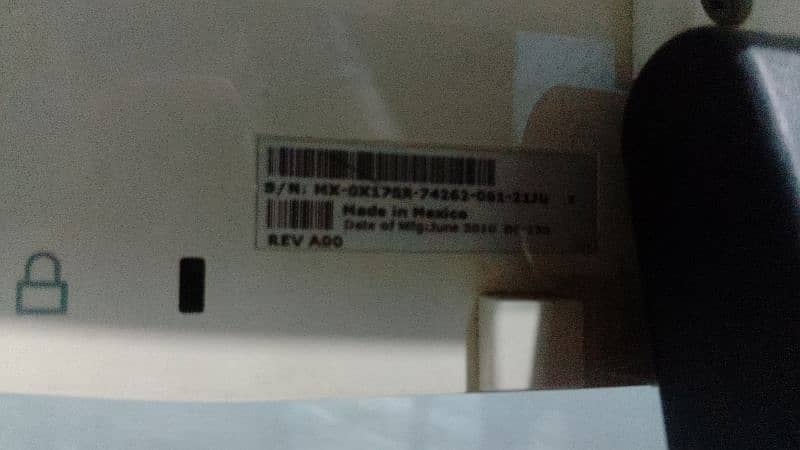 S/N: MX-0X17GR-74262-061-21JU
Made in Mexico
Date of Mfg:June 2010
REV A00